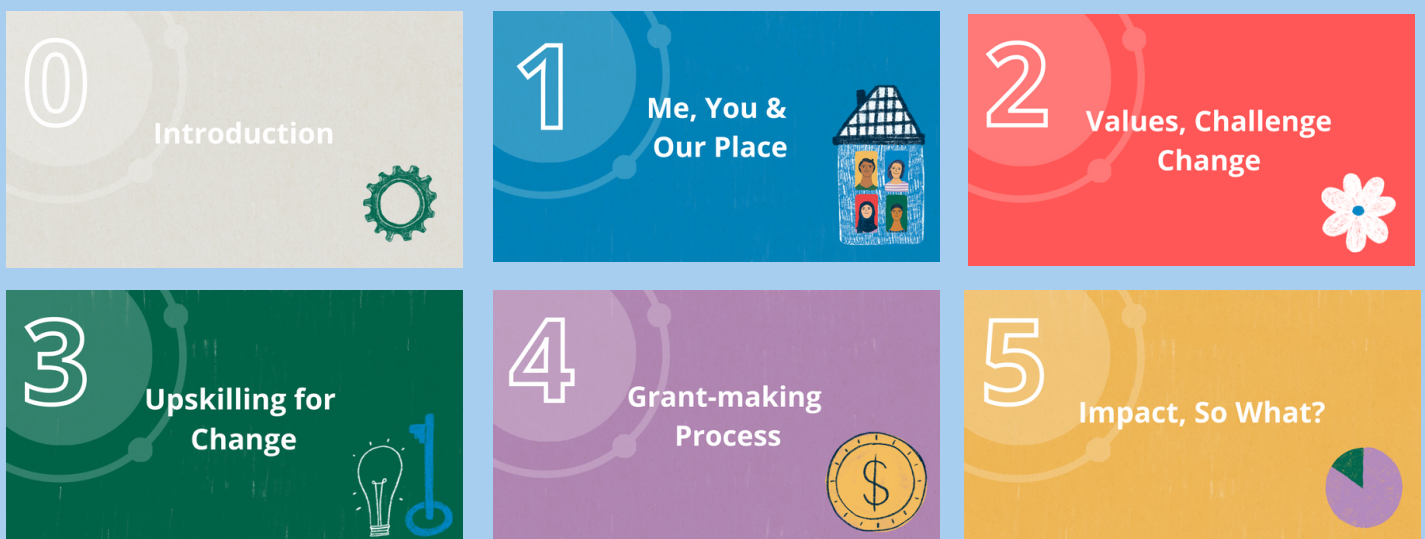 0
Introduction
1
Me, You &
Our Place
2
Values, Challenge
Change
3
Upskilling for
Change
4
Grant-making
Process
$
5
Impact, So What?